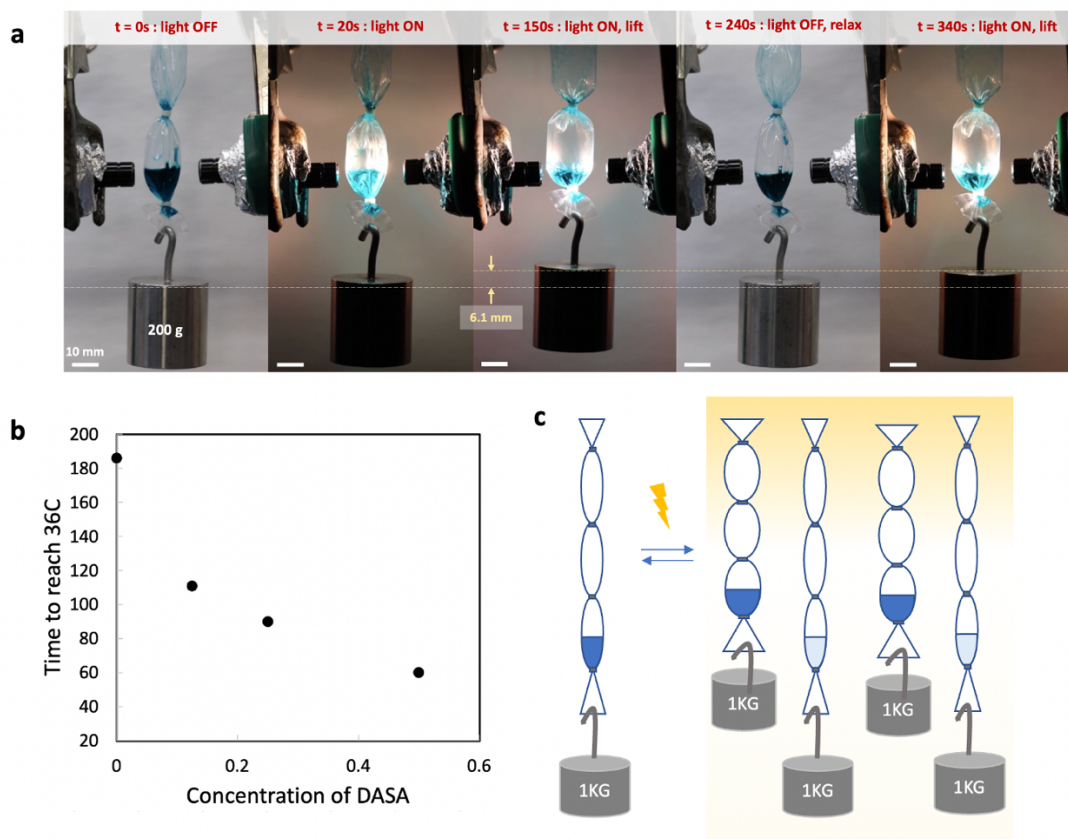 a
t = 0s : light OFF
t = 20s : light ON
t = 150s : light ON, lift
t = 240s : light OFF, relax
t = 340s : light ON, lift
6.1 mm
200 g
10 mm
b
200
180
160
140
120
100
80
60
40
20
0
0.2
0.4
0.6
Time to reach 36C
Concentration of DASA
c
1KG
1KG
1KG
1KG
1KG